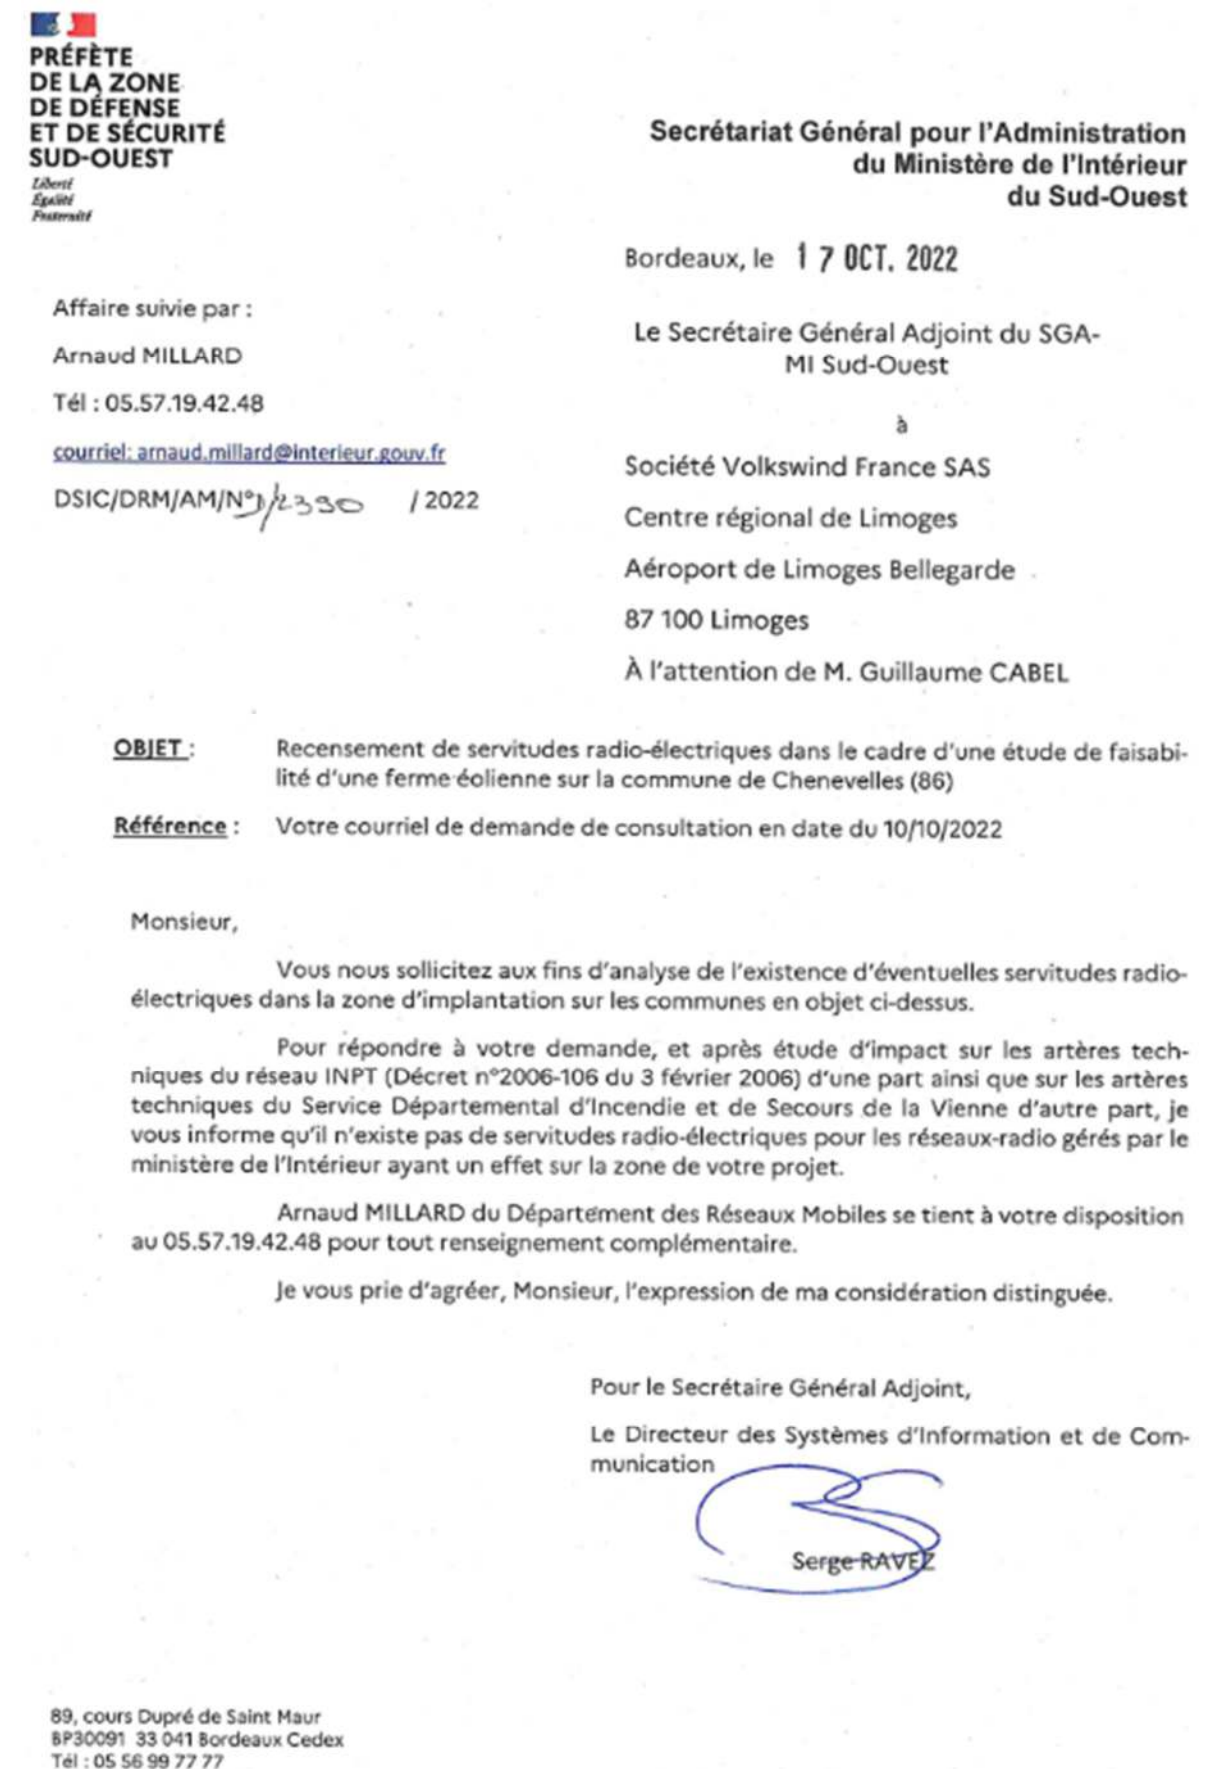 PRÉFÈTE
DE LA ZONE
DE DÉFENSE
ET DE SÉCURITÉ
SUD-OUEST
Liberté
Égalité
Fraternité
Secrétariat Général pour l'Administration
du Ministère de l'Intérieur
du Sud-Ouest
Bordeaux, le 17 OCT. 2022
Affaire suivie par :
Arnaud MILLARD
Tél : 05.57.19.42.48
courriel: arnaud.millard@interieur.gouv.fr
DSIC/DRM/AM/N° /2390 / 2022
Le Secrétaire Général Adjoint du SGA-
MI Sud-Ouest
à
Société Volkswind France SAS
Centre régional de Limoges
Aéroport de Limoges Bellegarde
87 100 Limoges
À l'attention de M. Guillaume CABEL
OBJET : Recensement de servitudes radio-électriques dans le cadre d'une étude de faisabi-
lité d'une ferme éolienne sur la commune de Chenevelles (86)
Référence : Votre courriel de demande de consultation en date du 10/10/2022
Monsieur,
Vous nous sollicitez aux fins d'analyse de l'existence d'éventuelles servitudes radio-
électriques dans la zone d'implantation sur les communes en objet ci-dessus.
Pour répondre à votre demande, et après étude d'impact sur les artères tech-
niques du réseau INPT (Décret n°2006-106 du 3 février 2006) d'une part ainsi que sur les artères
techniques du Service Départemental d'Incendie et de Secours de la Vienne d'autre part, je
vous informe qu'il n'existe pas de servitudes radio-électriques pour les réseaux-radio gérés par le
ministère de l'Intérieur ayant un effet sur la zone de votre projet.
Arnaud MILLARD du Département des Réseaux Mobiles se tient à votre disposition
au 05.57.19.42.48 pour tout renseignement complémentaire.
Je vous prie d'agréer, Monsieur, l'expression de ma considération distinguée.
Pour le Secrétaire Général Adjoint,
Le Directeur des Systèmes d'Information et de Com-
munication
Serge RAVEZ
89, cours Dupré de Saint Maur
BP30091 33 041 Bordeaux Cedex
Tél : 05 56 99 77 77